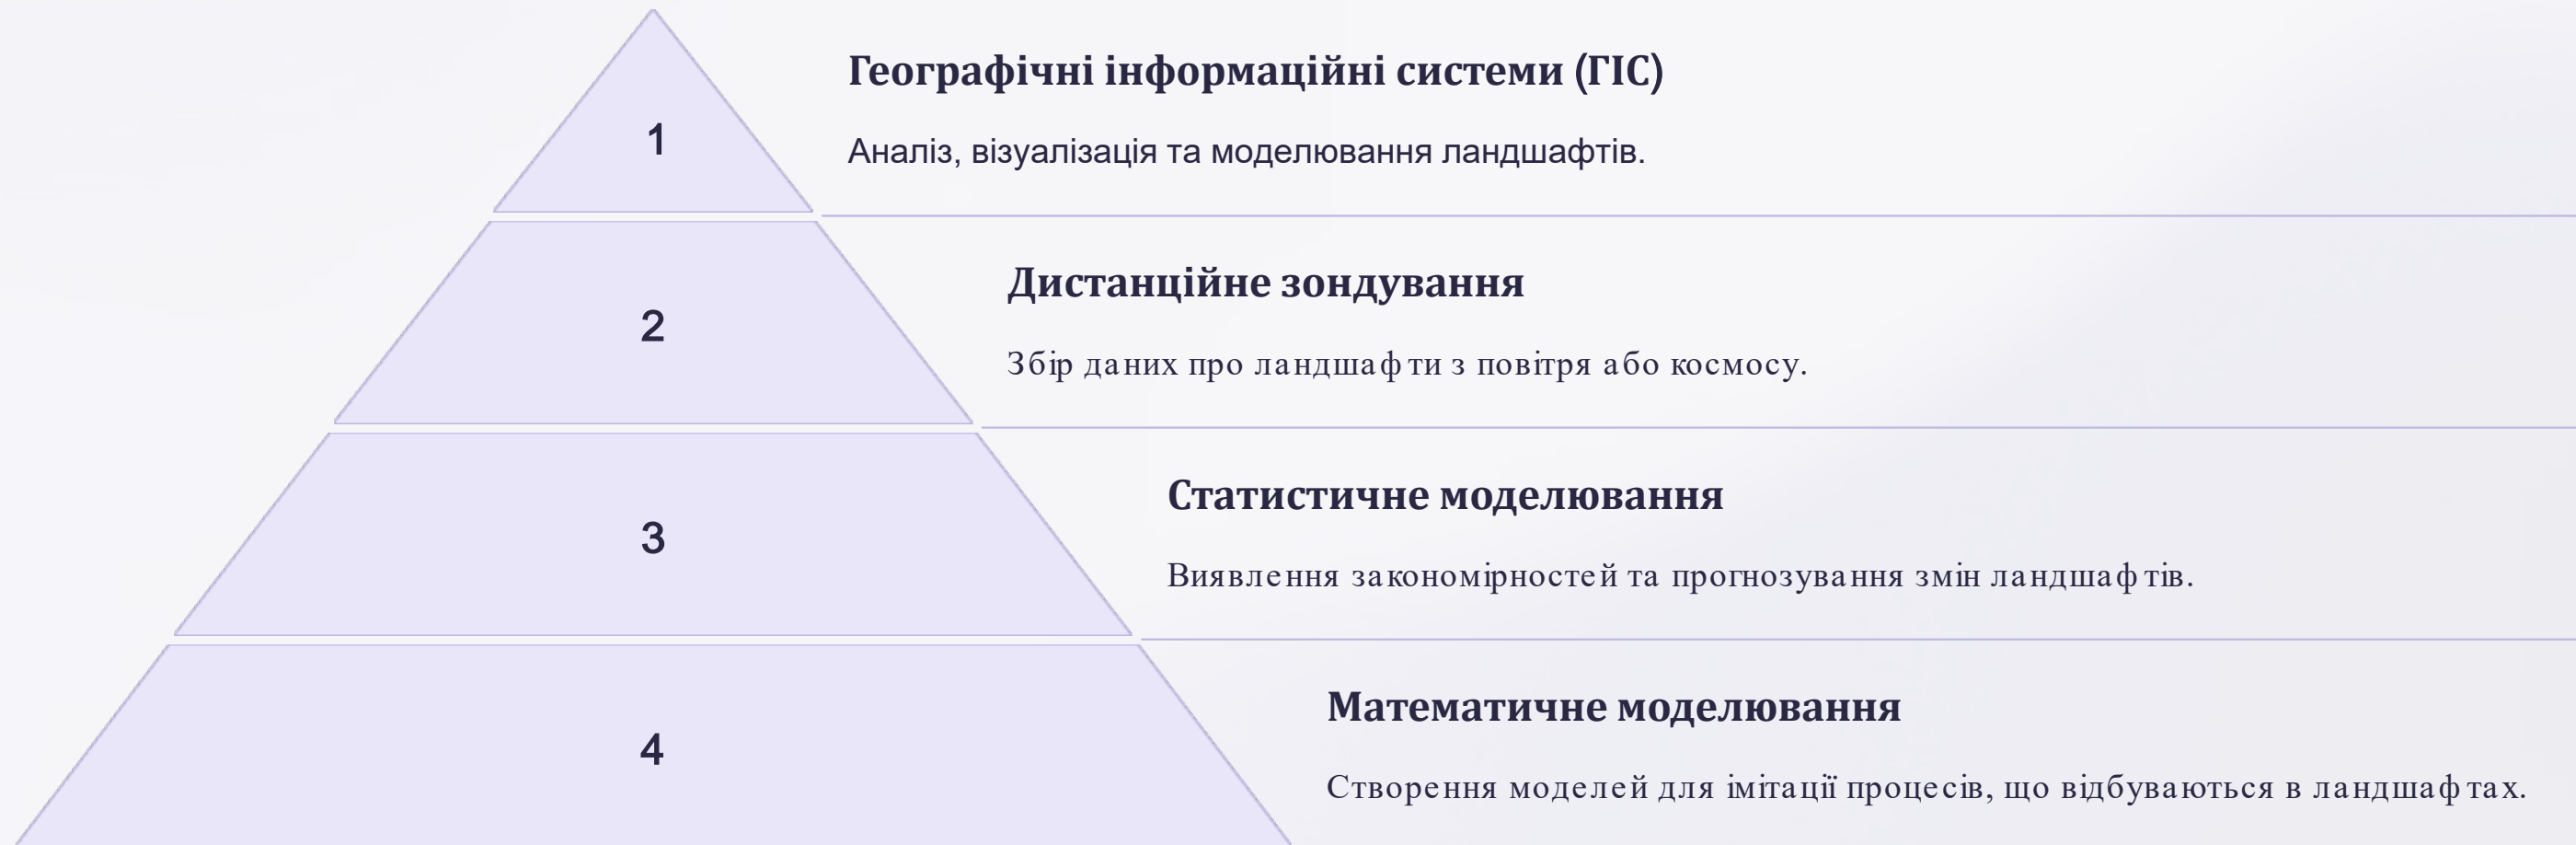 1
Географічні інформаційні системи (ГІС)
Аналіз, візуалізація та моделювання ландшафтів.
2
Дистанційне зондування
Збір даних про ландшафти з повітря або космосу.
3
Статистичне моделювання
Виявлення закономірностей та прогнозування змін ландшафтів.
4
Математичне моделювання
Створення моделей для імітації процесів, що відбуваються в ландшафтах.